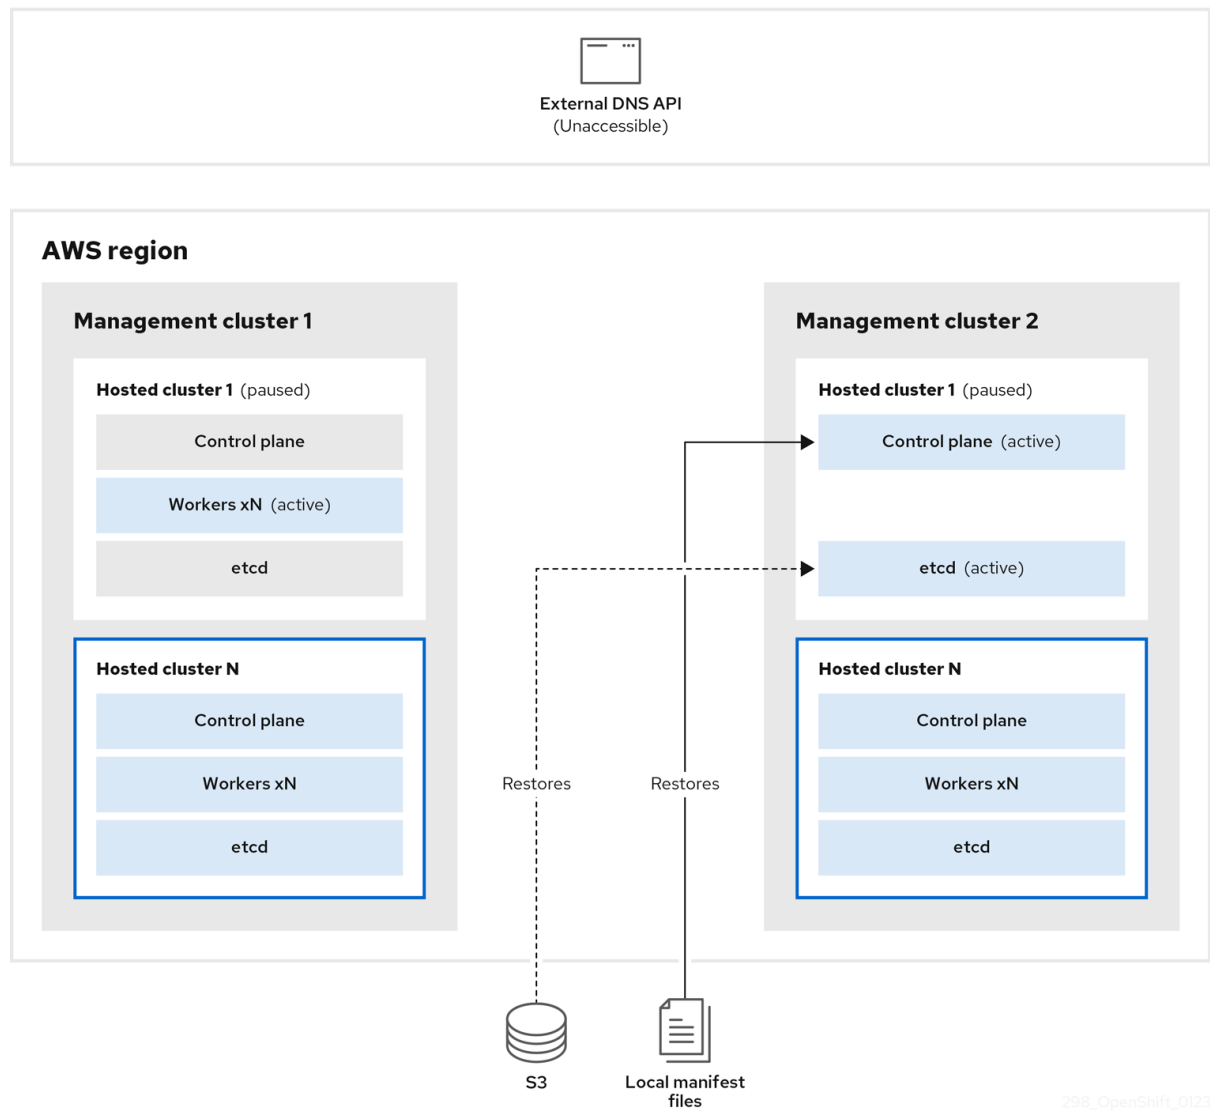 External DNS API
(Unaccessible)
AWS region
Management cluster 1
Hosted cluster 1 (paused)
Control plane
Workers xN (active)
etcd
Hosted cluster N
Control plane
Workers xN
etcd
Management cluster 2
Hosted cluster 1 (paused)
Control plane (active)
etcd (active)
Hosted cluster N
Control plane
Workers xN
etcd
Restores
Restores
S3
Local manifest
files
298_OpenShift_0123